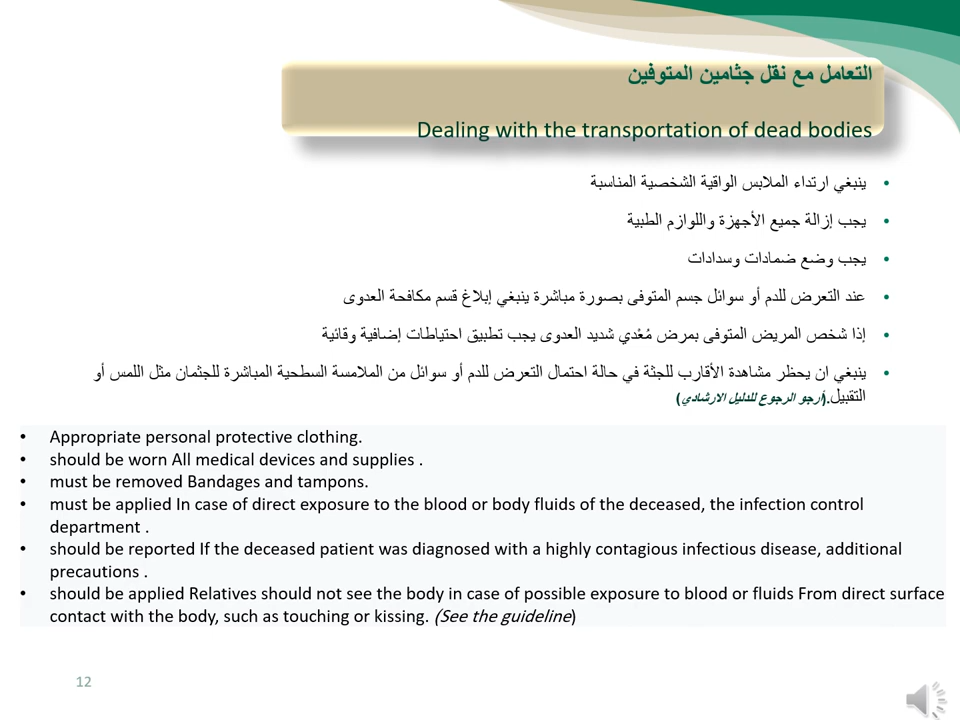 التعامل مع نقل جثامين المتوفين
Dealing with the transportation of dead bodies
• ينبغي ارتداء الملابس الواقية الشخصية المناسبة
• يجب إزالة جميع الأجهزة واللوازم الطبية
• يجب وضع ضمادات وسدادات
• عند التعرض للدم أو سوائل جسم المتوفى بصورة مباشرة ينبغي إبلاغ قسم مكافحة العدوى
• إذا شخص المريض المتوفى بمرض مُعْدي شديد العدوى يجب تطبيق احتياطات إضافية وقائية
• ينبغي ان يحظر مشاهدة الأقارب للجثة في حالة احتمال التعرض للدم أو سوائل من الملامسة السطحية المباشرة للجثمان مثل اللمس أو
التقبيل.(أرجو الرجوع للدليل الارشادي)
• Appropriate personal protective clothing.
• should be worn All medical devices and supplies .
• must be removed Bandages and tampons.
• must be applied In case of direct exposure to the blood or body fluids of the deceased, the infection control
department .
• should be reported If the deceased patient was diagnosed with a highly contagious infectious disease, additional
precautions .
• should be applied Relatives should not see the body in case of possible exposure to blood or fluids From direct surface
contact with the body, such as touching or kissing. (See the guideline)
12